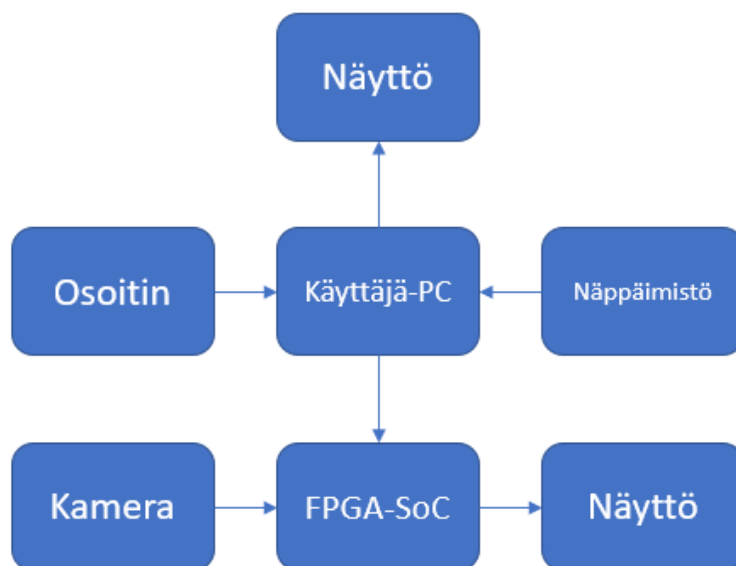 Näyttö
Osoitin
Käyttäjä-PC
Näppäimistö
Kamera
FPGA-SoC
Näyttö